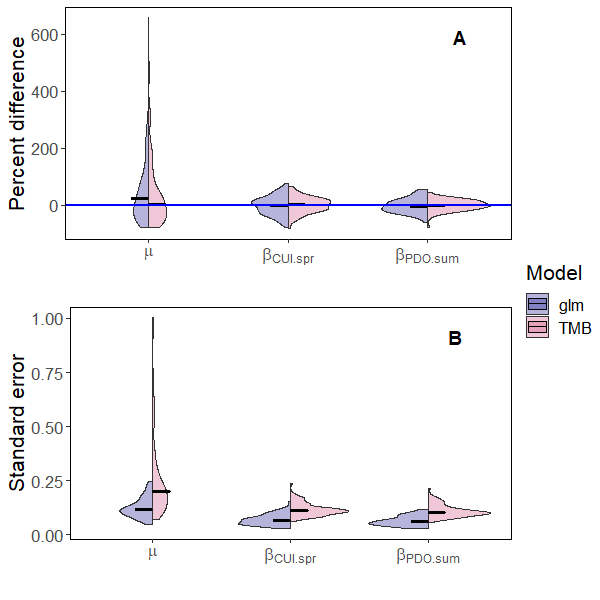 Percent difference
600
400
200
0
A
μ
βCUI.spr
βPDO.sum
Standard error
1.00
0.75
0.50
0.25
0.00
B
μ
βCUI.spr
βPDO.sum
Model
glm
TMB